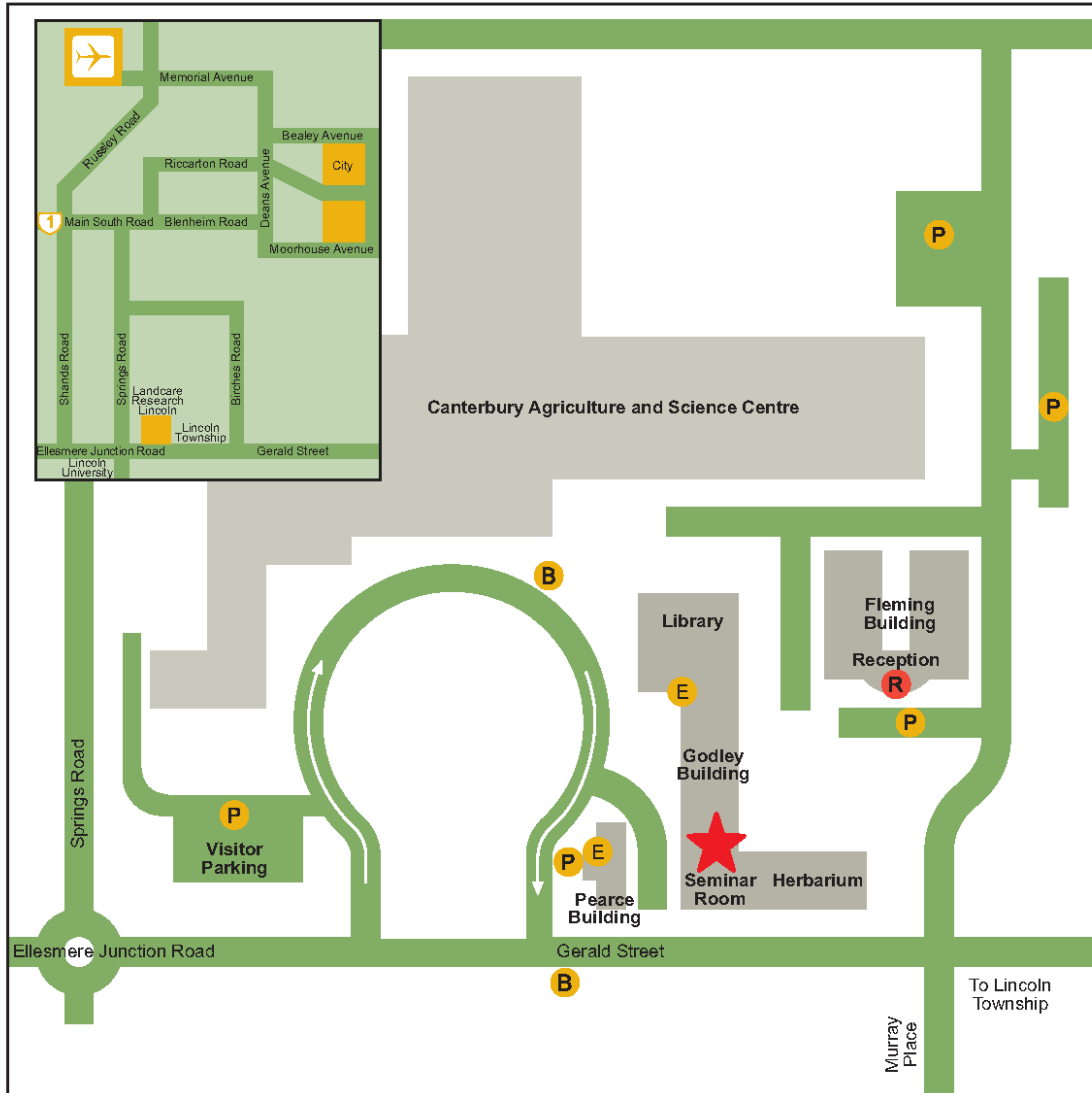 Memorial Avenue
Russley Road
Bealey Avenue
Riccarton Road
City
Deans Avenue
1
Main South Road
Blenheim Road
Moorhouse Avenue
Shands Road
Springs Road
Birches Road
Landcare
Research
Lincoln
Lincoln
Township
Ellesmere Junction Road
Gerald Street
Lincoln
University
P
P
Canterbury Agriculture and Science Centre
B
Library
Fleming
Building
Reception
R
E
P
Godley
Building
Springs Road
P
Visitor
Parking
P
E
Pearce
Building
Seminar
Room
Herbarium
Ellesmere Junction Road
Gerald Street
B
To Lincoln
Township
Murray
Place